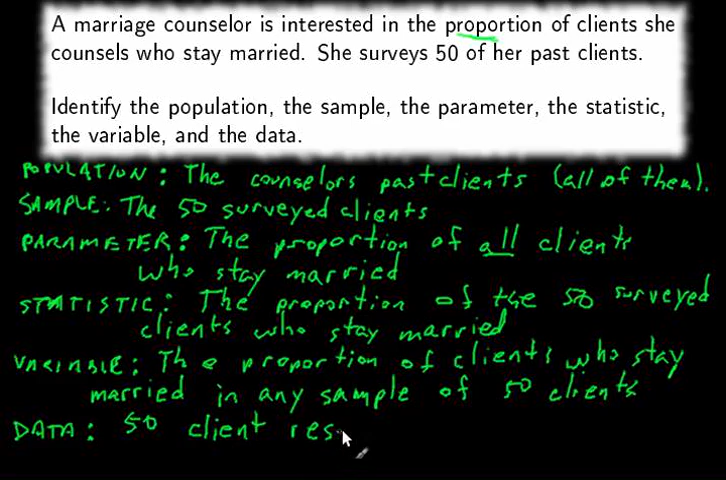 A marriage counselor is interested in the proportion of clients she
counsels who stay married. She surveys 50 of her past clients.
Identify the population, the sample, the parameter, the statistic,
the variable, and the data.
POPULATION: The counselors past clients (all of them).
SAMPLE: The 50 surveyed clients
PARAMETER: The proportion of all clients
who stay married
STATISTIC: The proportion of the 50 surveyed
clients who stay married
VARIABLE: The proportion of clients who stay
married in any sample of 50 clients
DATA: 50 client res